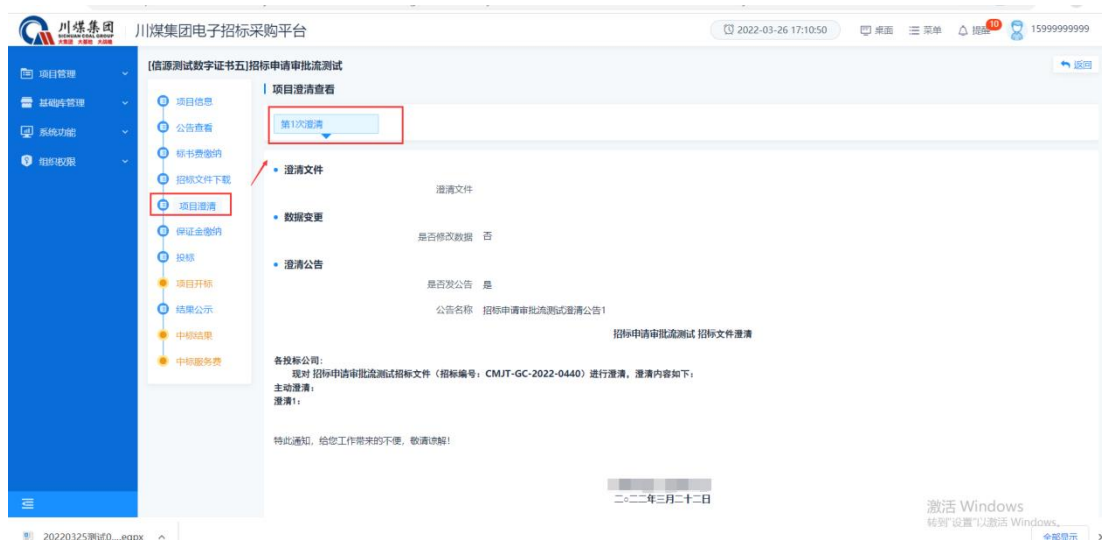 川煤集团
SICHUAN COAL GROUP
大集团 大基地 大战略
川煤集团电子招标采购平台
2022-03-26 17:10:50
桌面
菜单
提醒
10
15999999999
项目管理
基础库管理
系统功能
组织权限
[信源测试数字证书五]招标申请审批流测试
返回
项目信息
公告查看
标书费缴纳
招标文件下载
项目澄清
保证金缴纳
投标
项目开标
结果公示
中标结果
中标服务费
项目澄清查看
第1次澄清
澄清文件
澄清文件
数据变更
是否修改数据 否
澄清公告
是否发公告 是
公告名称 招标申请审批流测试澄清公告1
招标申请审批流测试 招标文件澄清
各投标公司：
现对 招标申请审批流测试招标文件（招标编号：CMJT-GC-2022-0440）进行澄清，澄清内容如下：
主动澄清：
澄清1：
特此通知，给您工作带来的不便，敬请谅解！
二○二二年三月二十二日
激活 Windows
转到"设置"以激活 Windows。
20220325测试0....egpx
全部显示